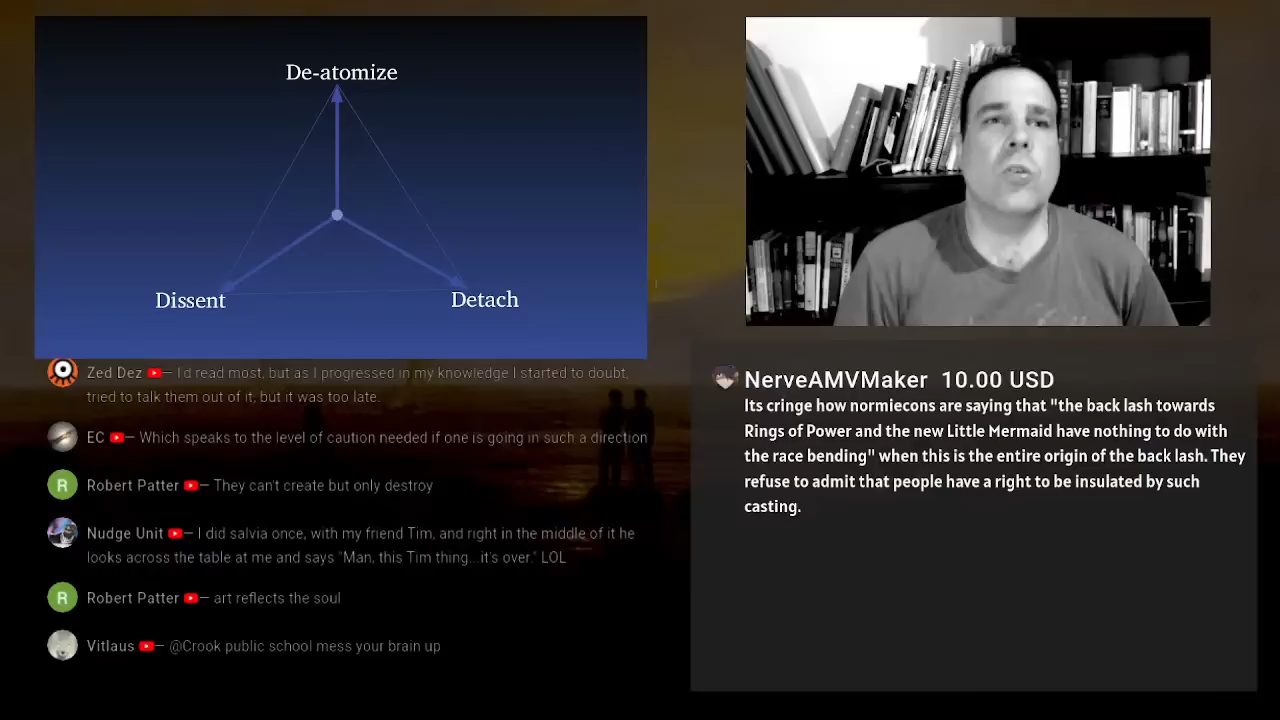 De-atomize
Dissent
Detach
Zed Dez — I'd read most, but as I progressed in my knowledge I started to doubt,
tried to talk them out of it, but it was too late.
EC — Which speaks to the level of caution needed if one is going in such a direction
R
Robert Patter — They can't create but only destroy
Nudge Unit — I did salvia once, with my friend Tim, and right in the middle of it he
looks across the table at me and says "Man, this Tim thing...it's over." LOL
R
Robert Patter — art reflects the soul
Vitlaus — @Crook public school mess your brain up
NerveAMVMaker 10.00 USD
Its cringe how normiecons are saying that "the back lash towards
Rings of Power and the new Little Mermaid have nothing to do with
the race bending" when this is the entire origin of the back lash. They
refuse to admit that people have a right to be insulated by such
casting.